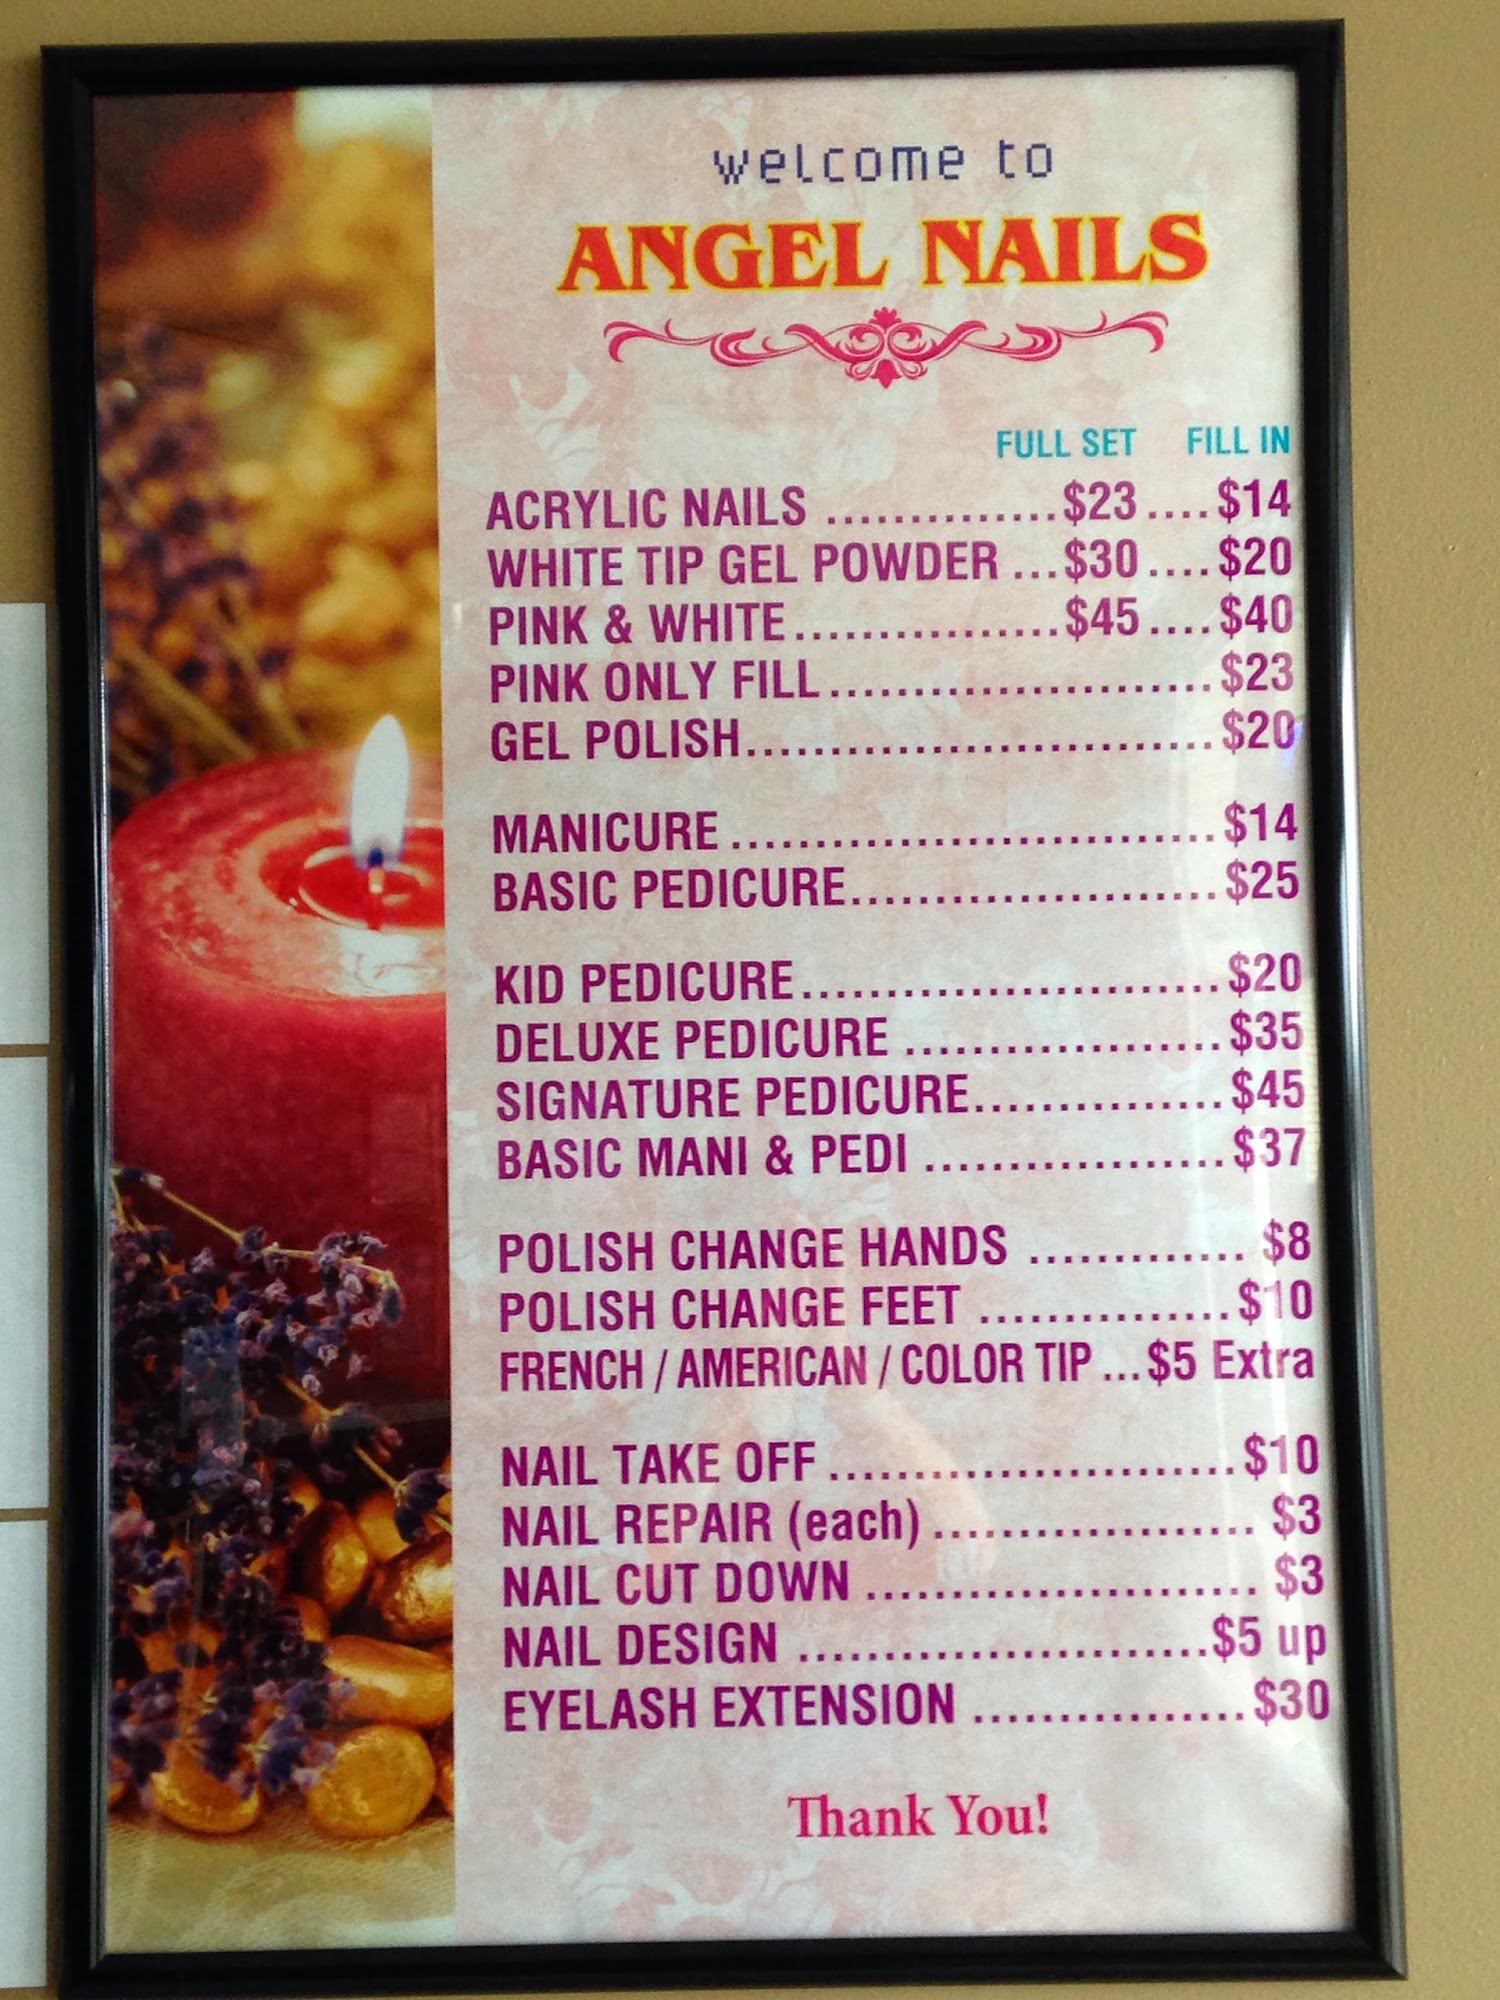 welcome to
ANGEL NAILS
FULL SET FILL IN
ACRYLIC NAILS ..............$23....$14
WHITE TIP GEL POWDER ...$30....$20
PINK & WHITE................$45....$40
PINK ONLY FILL.......................$23
GEL POLISH............................$20
MANICURE .............................$14
BASIC PEDICURE......................$25
KID PEDICURE.........................$20
DELUXE PEDICURE ...................$35
SIGNATURE PEDICURE...............$45
BASIC MANI & PEDI ..................$37
POLISH CHANGE HANDS ............. $8
POLISH CHANGE FEET ...............$10
FRENCH / AMERICAN / COLOR TIP ...$5 Extra
NAIL TAKE OFF ........................$10
NAIL REPAIR (each) ................... $3
NAIL CUT DOWN ....................... $3
NAIL DESIGN ........................$5 up
EYELASH EXTENSION ................$30
Thank You!